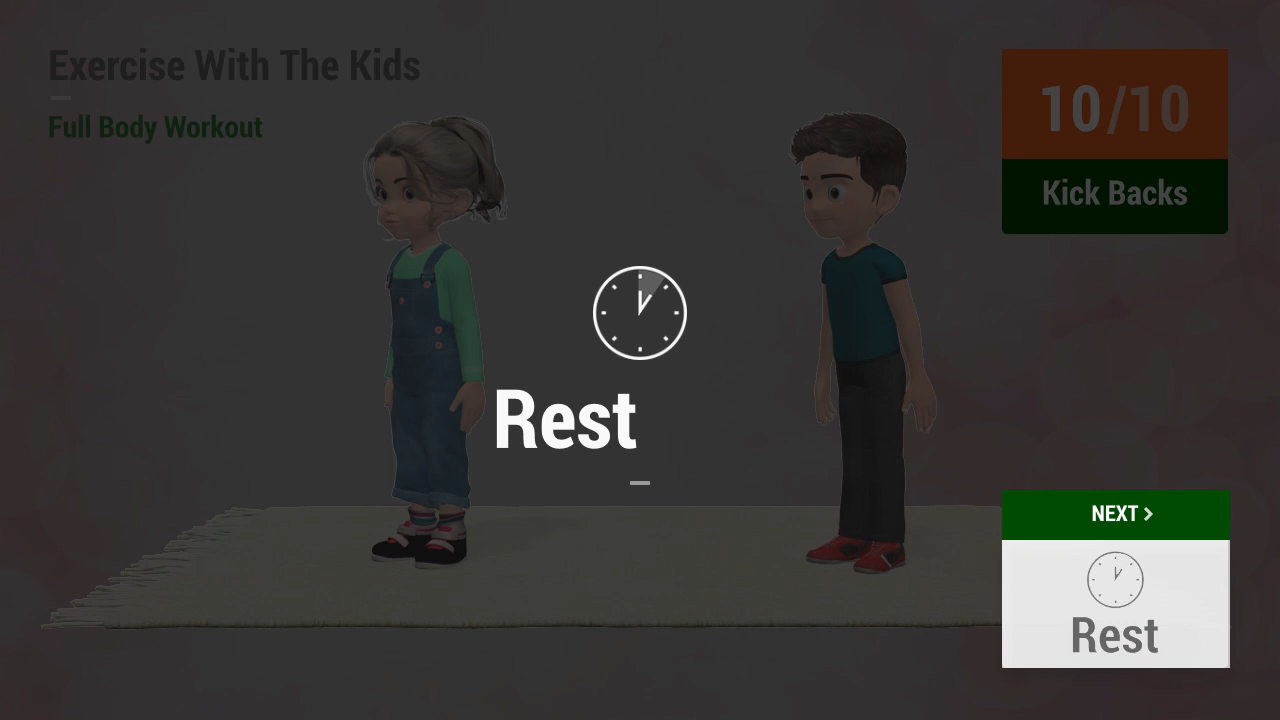 Exercise With The Kids
Full Body Workout
10/10
Kick Backs
Rest
NEXT >
Rest